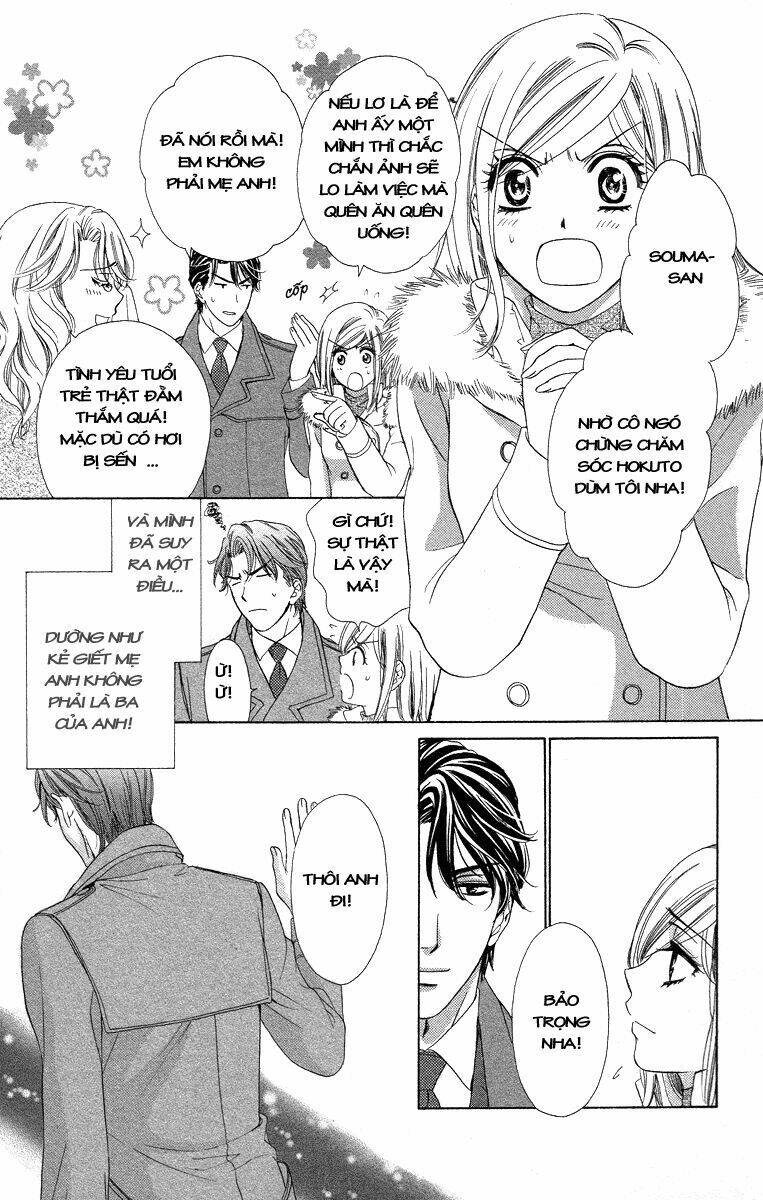 SOUMA-
SAN
NHỜ CÔ NGÓ
CHỪNG CHĂM
SÓC HOKUTO
DÙM TÔI NHA!
NẾU LƠ LÀ ĐỂ
ANH ẤY MỘT
MÌNH THÌ CHẮC
CHẮN ẢNH SẼ
LO LÀM VIỆC MÀ
QUÊN ĂN QUÊN
UỐNG!
ĐÃ NÓI RỒI MÀ!
EM KHÔNG
PHẢI MẸ ANH!
CỐP
TÌNH YÊU TUỔI
TRẺ THẬT ĐẰM
THẮM QUÁ!
MẶC DÙ CÓ HƠI
BỊ SẾN ...
GÌ CHỨ!
SỰ THẬT
LÀ VẬY
MÀ!
Ừ!
Ừ!
VÀ MÌNH
ĐÃ SUY
RA MỘT
ĐIỀU...
DƯỜNG NHƯ
KẺ GIẾT MẸ
ANH KHÔNG
PHẢI LÀ BA
CỦA ANH!
BẢO
TRỌNG
NHA!
THÔI ANH
ĐI!